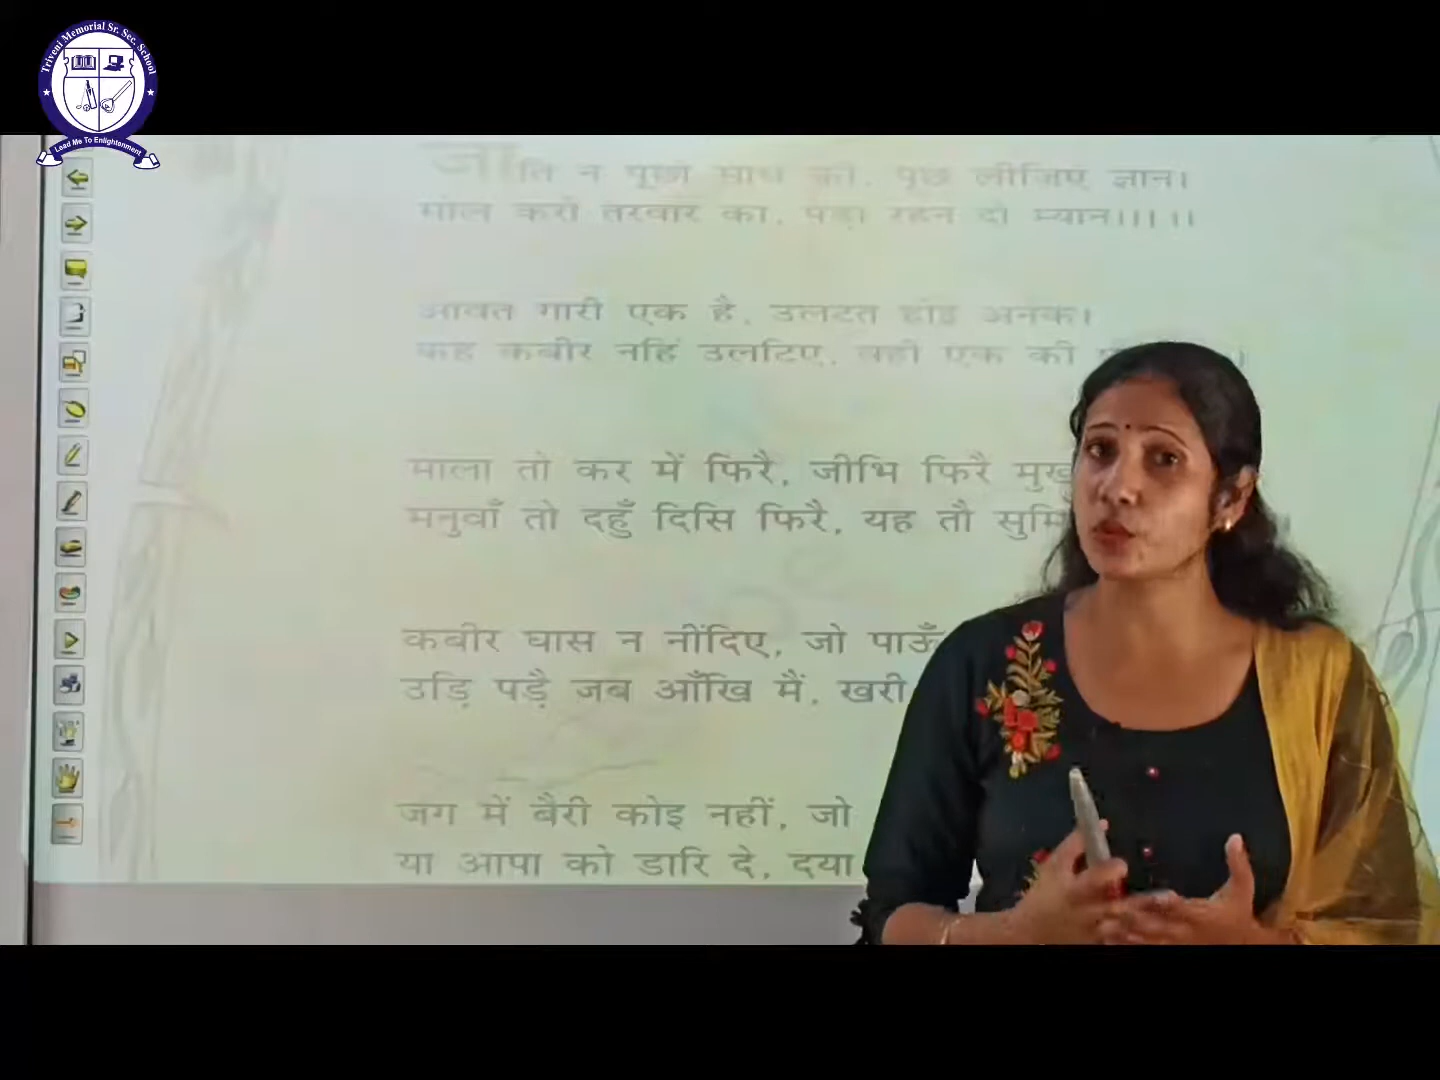 Triveni Memorial Sr. Sec. School
Lead Me To Enlightenment
जाति न पूछो साध की, पूछ लीजिए ज्ञान।
मोल करो तरवार का, पड़ा रहन दो म्यान।।1।।
आवत गारी एक है, उलटत होइ अनेक।
कह कबीर नहिं उलटिए, वही एक की
माला तो कर में फिरै, जीभि फिरै मुख
मनुवाँ तो दहुँ दिसि फिरै, यह तौ
कबीर घास न नींदिए, जो पाऊँ
उड़ि पड़ै जब आँखि मैं, खरी
जग में बैरी कोइ नहीं, जो
या आपा को डारि दे, दया